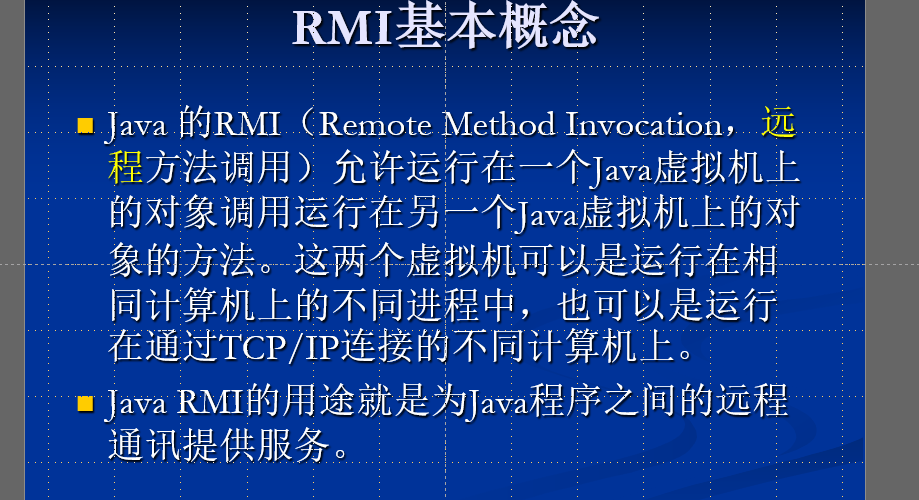 RMI基本概念
Java 的RMI（Remote Method Invocation，远
程方法调用）允许运行在一个Java虚拟机上
的对象调用运行在另一个Java虚拟机上的对
象的方法。这两个虚拟机可以是运行在相
同计算机上的不同进程中，也可以是运行
在通过TCP/IP连接的不同计算机上。
Java RMI的用途就是为Java程序之间的远程
通讯提供服务。